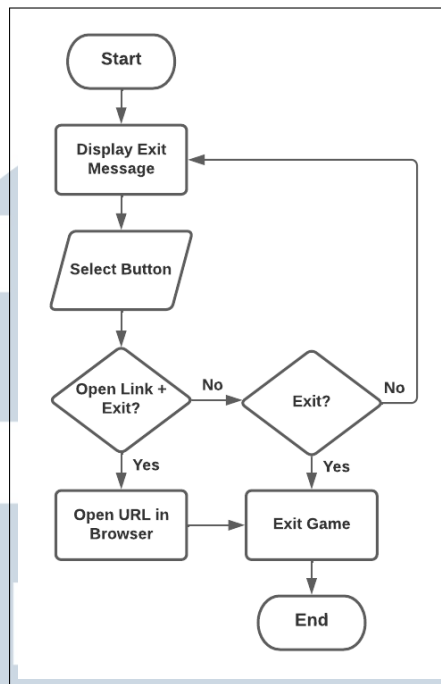 Start
Display Exit
Message
Select Button
Open Link +
Exit?
No
Exit?
No
Yes
Yes
Open URL in
Browser
Exit Game
End